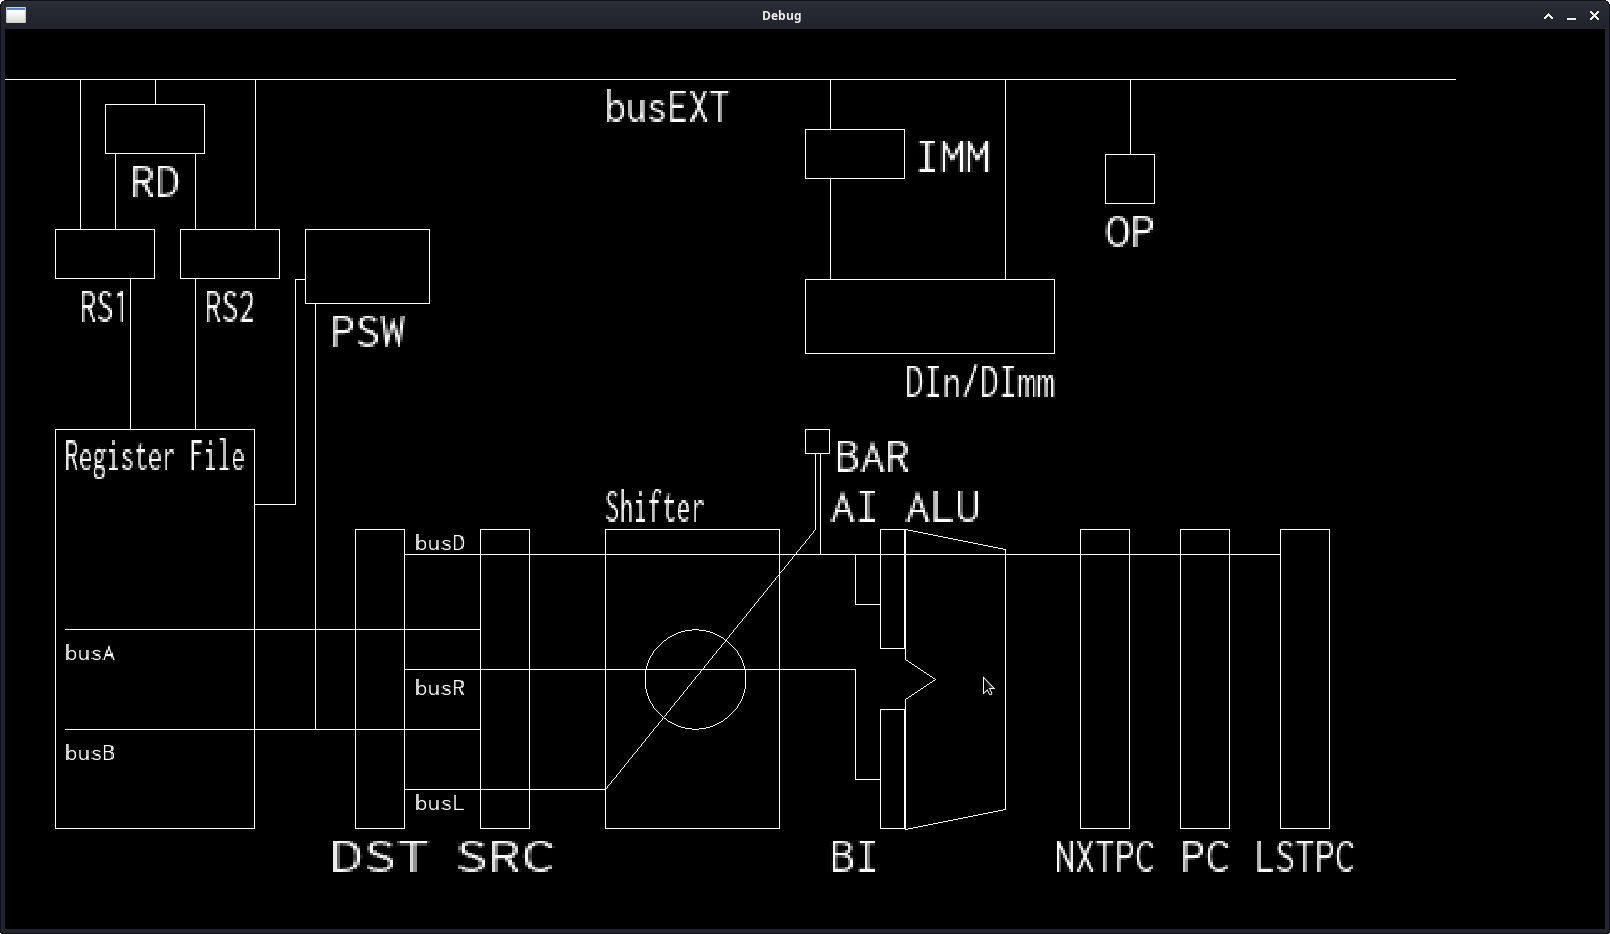 Debug
busEXT
IMM
RD
OP
RS1
RS2
PSW
DIn/DImm
Register File
BAR
Shifter
AI
ALU
busD
busA
busR
busB
busL
DST
SRC
BI
NXTPC
PC
LSTPC